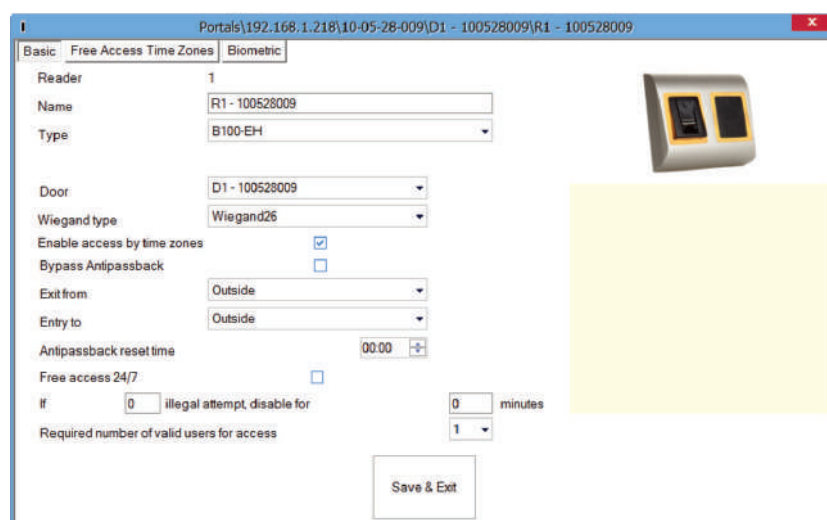 Portals\192.168.1.218\10-05-28-009\D1 - 100528009\R1 - 100528009
x
Basic Free Access Time Zones Biometric
Reader 1
Name R1 - 100528009
Type B100-EH
Door D1 - 100528009
Wiegand type Wiegand26
Enable access by time zones
Bypass Antipassback
Exit from Outside
Entry to Outside
Antipassback reset time 00:00
Free access 24/7
If 0 illegal attempt, disable for 0 minutes
Required number of valid users for access 1
Save & Exit